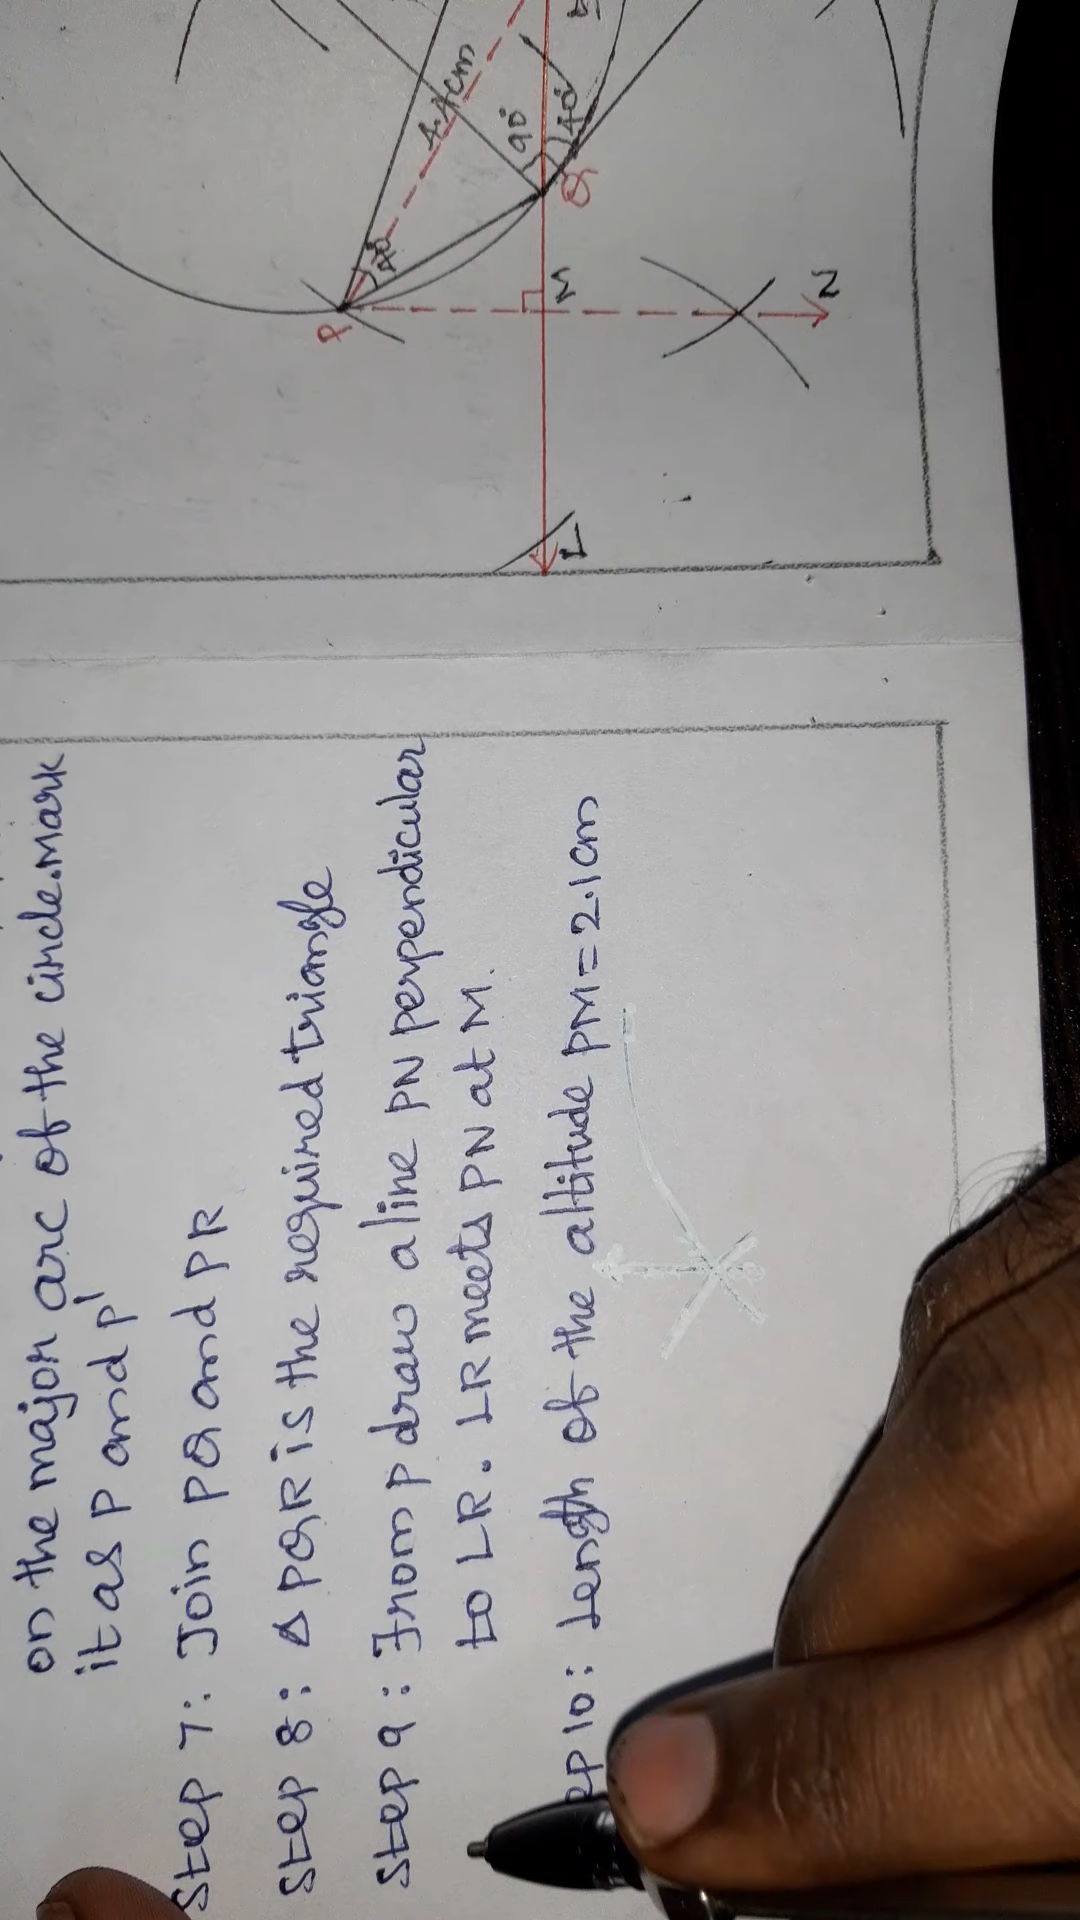 on the major arc of the circle. mark
it as P and P'
Step 7: Join PQ and PR
Step 8: Δ PQR is the required triangle
Step 9: From P draw a line PN perpendicular
to LR. LR meets PN at M.
ep 10: Length of the altitude PM = 2.1cm
P
40°
4.4cm
90°
40°
Q
M
N
L